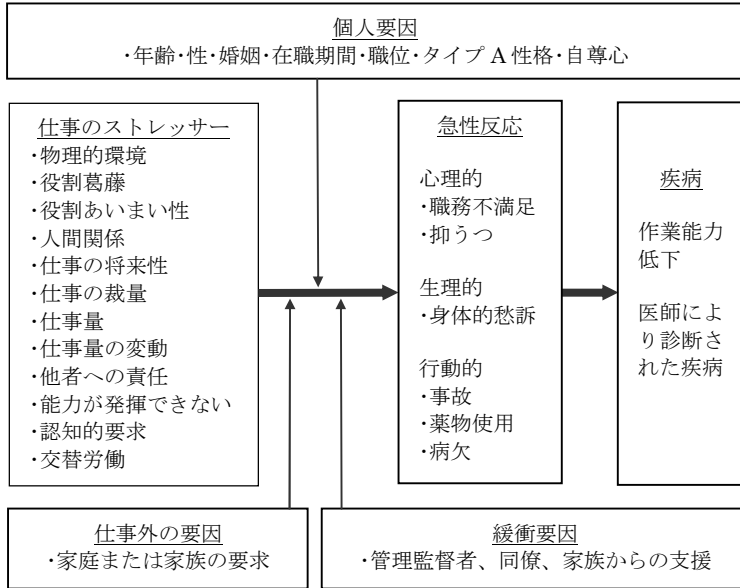 個人要因
・年齢・性・婚姻・在職期間・職位・タイプ A 性格・自尊心
仕事のストレッサー
・物理的環境
・役割葛藤
・役割あいまい性
・人間関係
・仕事の将来性
・仕事の裁量
・仕事量
・仕事量の変動
・他者への責任
・能力が発揮できない
・認知的要求
・交替労働
急性反応
心理的
・職務不満足
・抑うつ
生理的
・身体的愁訴
行動的
・事故
・薬物使用
・病欠
疾病
作業能力
低下
医師によ
り診断さ
れた疾病
仕事外の要因
・家庭または家族の要求
緩衝要因
・管理監督者、同僚、家族からの支援